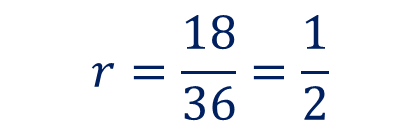 r = 18/36 = 1/2